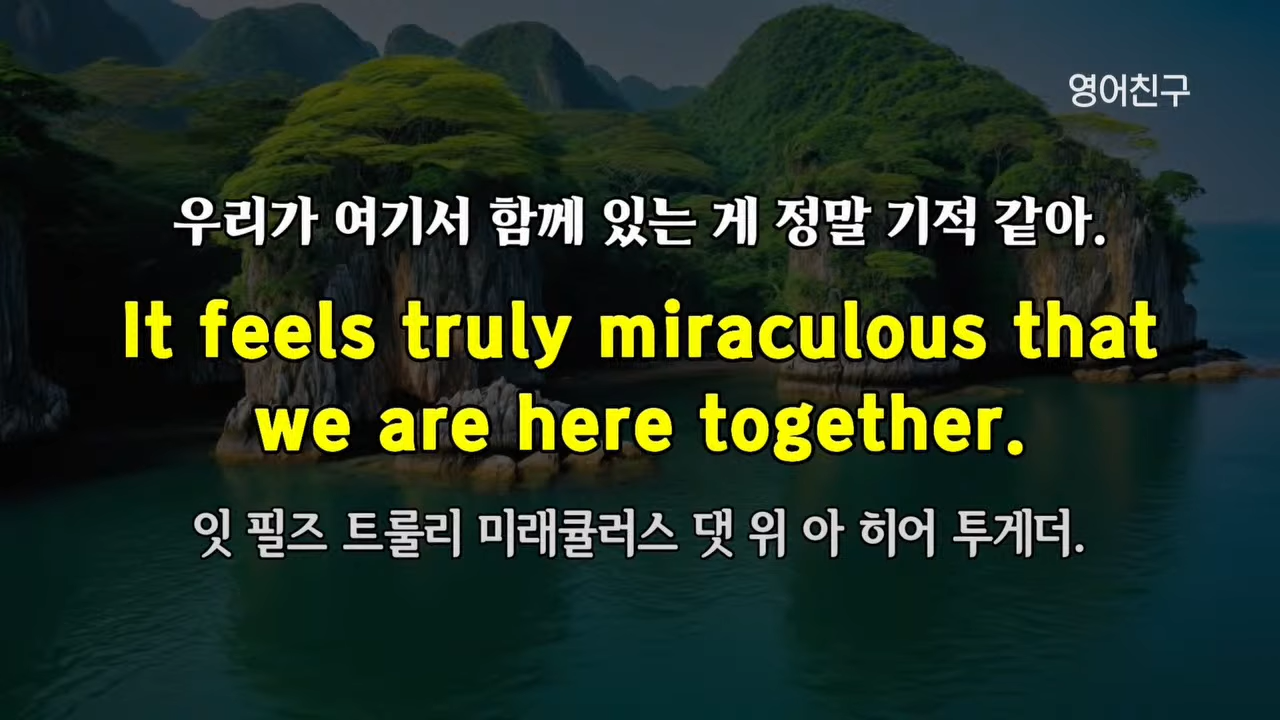 영어친구
우리가 여기서 함께 있는 게 정말 기적 같아.
It feels truly miraculous that
we are here together.
잇 필즈 트룰리 미래큘러스 댓 위 아 히어 투게더.